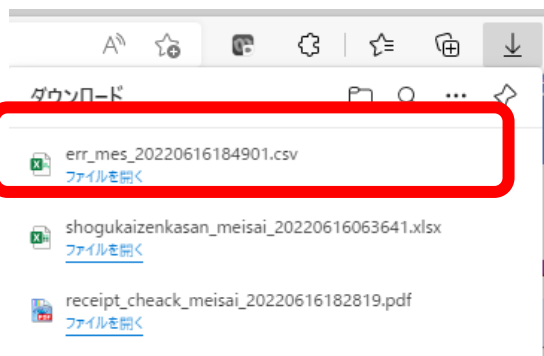 ダウンロード
err_mes_20220616184901.csv
ファイルを開く
shogukaizenkasan_meisai_20220616063641.xlsx
ファイルを開く
receipt_cheack_meisai_20220616182819.pdf
ファイルを開く